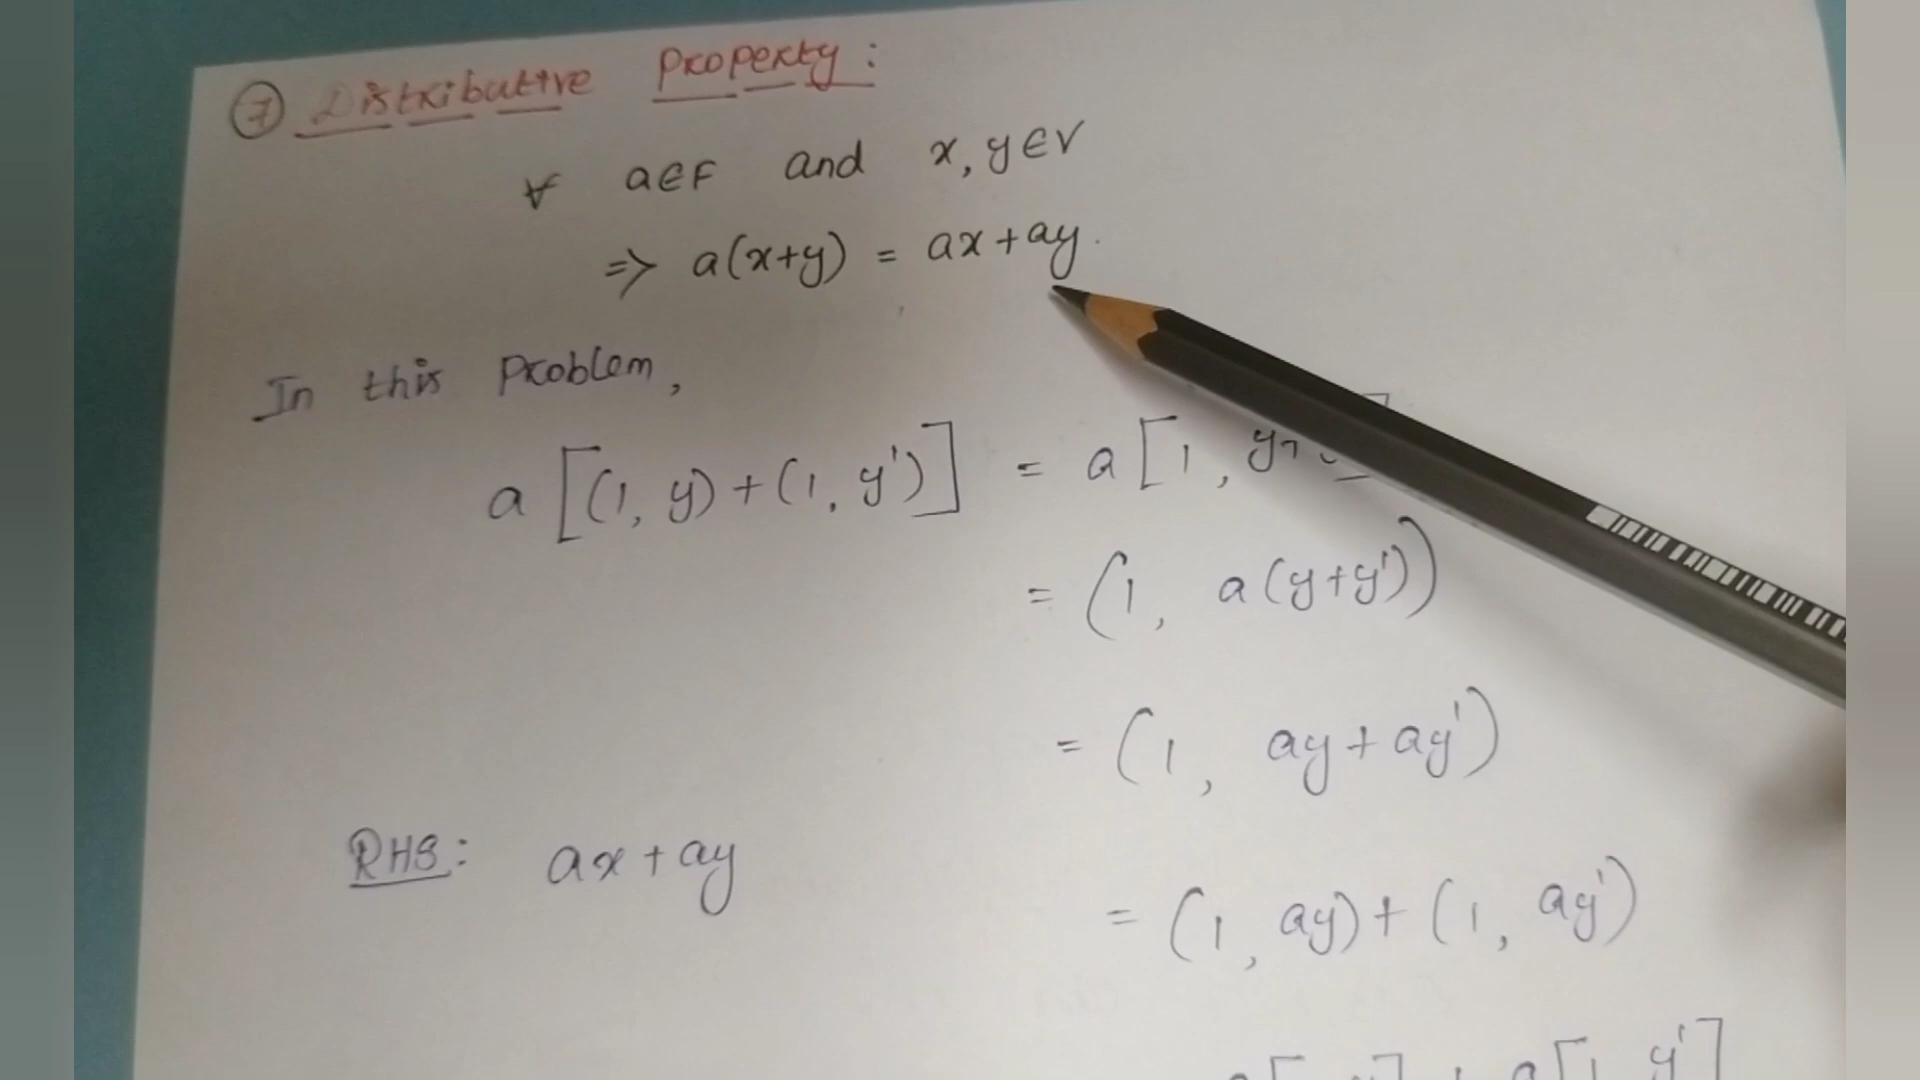 ⑦ Distributive Property:
∀ a∈F and x, y∈V
⇒ a(x+y) = ax+ay.
In this Problem,
a[(1, y)+(1, y')] = a[1, y
= (1, a(y+y'))
= (1, ay+ay')
RHS: ax+ay
= (1, ay)+(1, ay')
a[1, y']